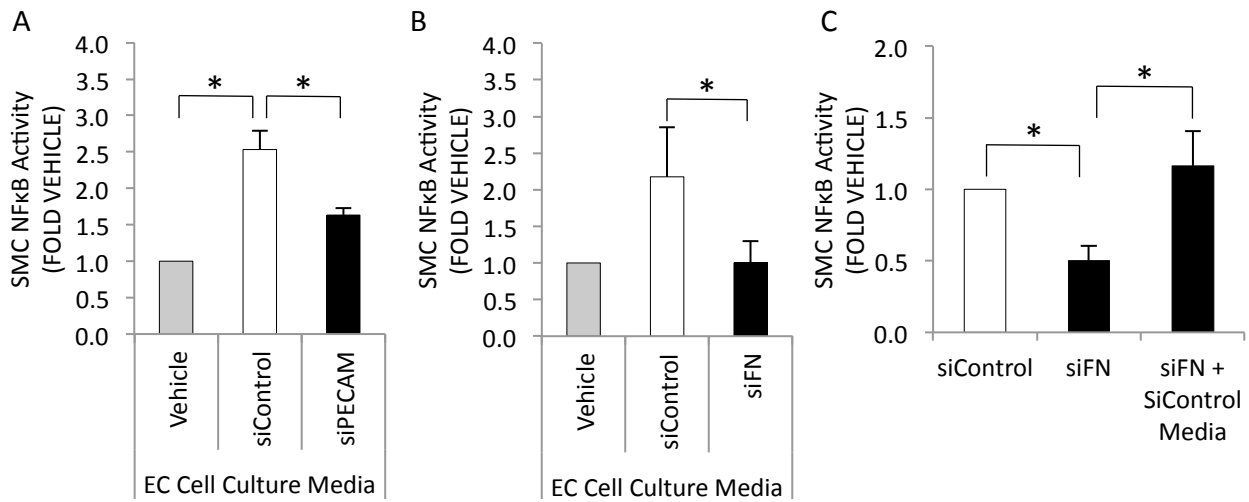 A
SMC NFκB Activity
(FOLD VEHICLE)
4.0
3.5
3.0
2.5
2.0
1.5
1.0
0.5
0.0
*
*
Vehicle
siControl
siPECAM
EC Cell Culture Media
B
SMC NFκB Activity
(FOLD VEHICLE)
4.0
3.5
3.0
2.5
2.0
1.5
1.0
0.5
0.0
*
Vehicle
siControl
siFN
EC Cell Culture Media
C
SMC NFκB Activity
(FOLD VEHICLE)
2.0
1.5
1.0
0.5
0.0
*
*
siControl
siFN
siFN +
SiControl
Media